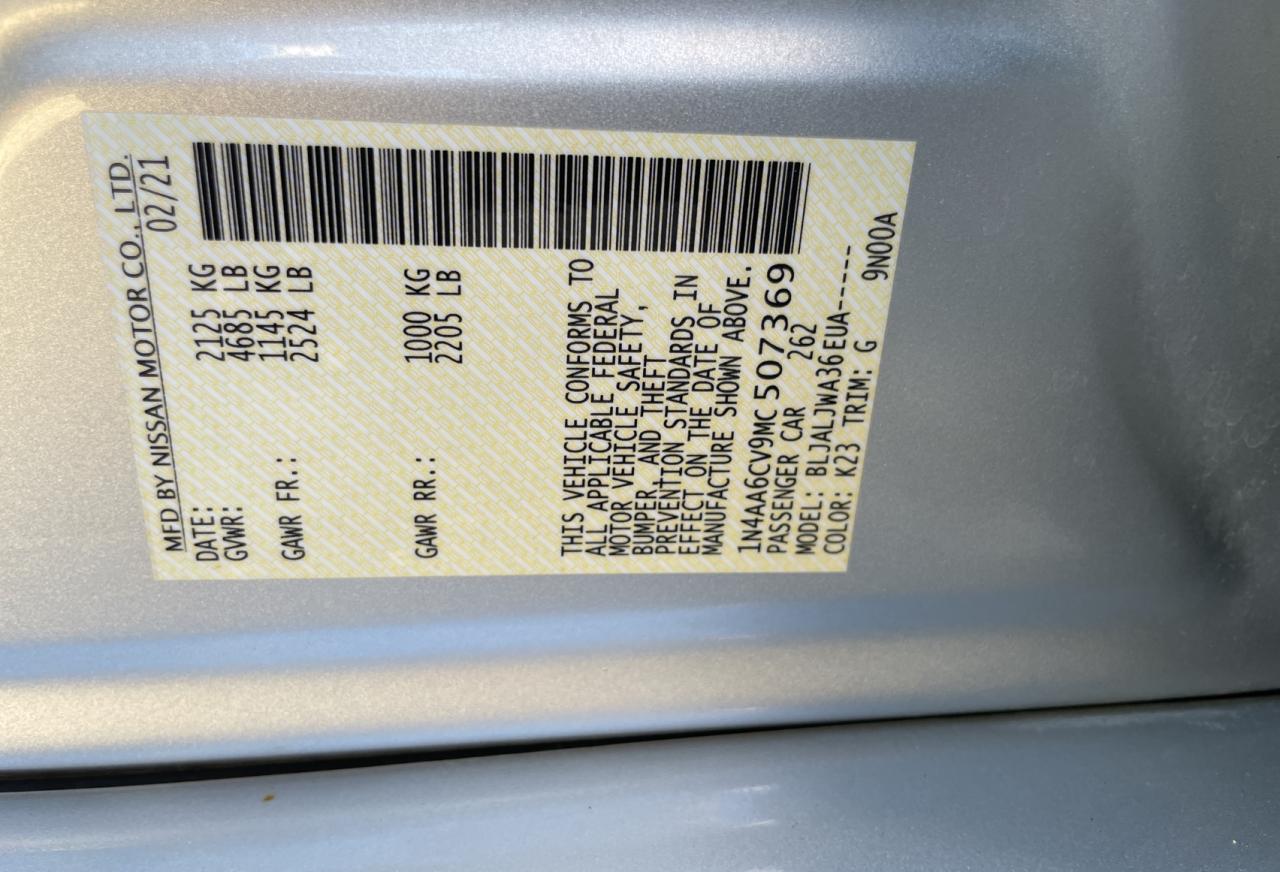 MFD BY NISSAN MOTOR CO., LTD.
DATE: 02/21
GVWR: 2125 KG
4685 LB
GAWR FR.: 1145 KG
2524 LB
GAWR RR.: 1000 KG
2205 LB
THIS VEHICLE CONFORMS TO
ALL APPLICABLE FEDERAL
MOTOR VEHICLE SAFETY,
BUMPER, AND THEFT
PREVENTION STANDARDS IN
EFFECT ON THE DATE OF
MANUFACTURE SHOWN ABOVE.
1N4AA6CV9MC507369
PASSENGER CAR 262
MODEL: BLJALJWA36EUA-----
COLOR: K23 TRIM: G 9N00A